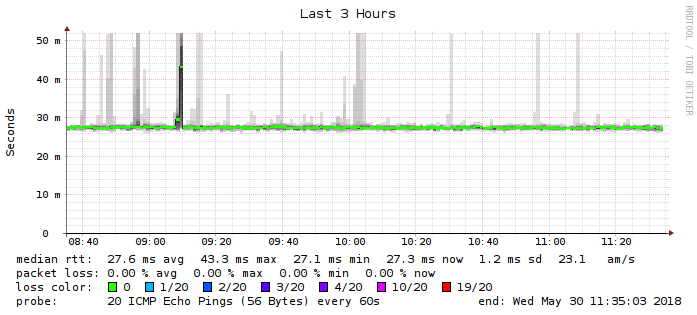 Last 3 Hours
RRDTOOL / TOBI OETIKER
Seconds
50 m
40 m
30 m
20 m
10 m
0
08:40 09:00 09:20 09:40 10:00 10:20 10:40 11:00 11:20
median rtt: 27.6 ms avg 43.3 ms max 27.1 ms min 27.3 ms now 1.2 ms sd 23.1 am/s
packet loss: 0.00 % avg 0.00 % max 0.00 % min 0.00 % now
loss color: 0 1/20 2/20 3/20 4/20 10/20 19/20
probe: 20 ICMP Echo Pings (56 Bytes) every 60s end: Wed May 30 11:35:03 2018